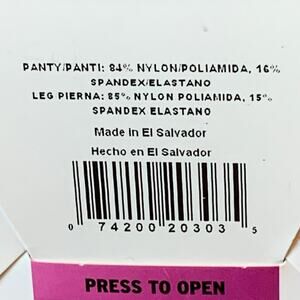 PANTY/PANTI: 84% NYLON/POLIAMIDA, 16%
SPANDEX/ELASTANO
LEG PIERNA: 85% NYLON POLIAMIDA, 15%
SPANDEX ELASTANO
Made in El Salvador
Hecho en El Salvador
0 74200 20303 5
PRESS TO OPEN